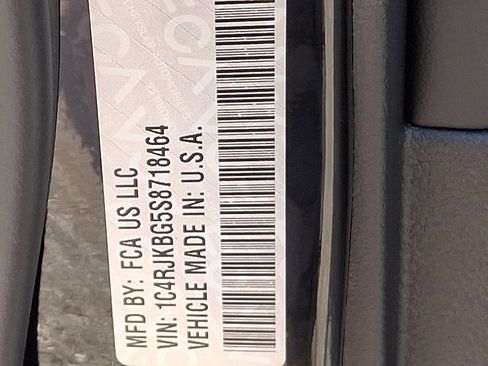 MFD BY: FCA US LLC
VIN: 1C4RJKBG5S8718464
VEHICLE MADE IN: U.S.A.